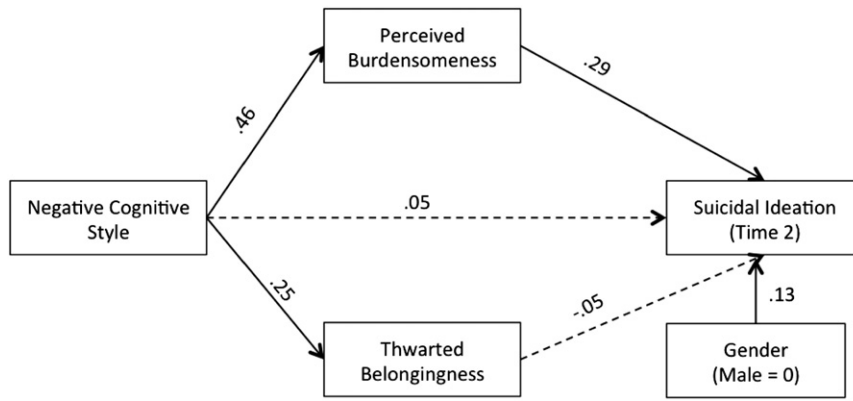 Perceived
Burdensomeness
.29
.46
Negative Cognitive
Style
.05
Suicidal Ideation
(Time 2)
.25
-.05
.13
Thwarted
Belongingness
Gender
(Male = 0)